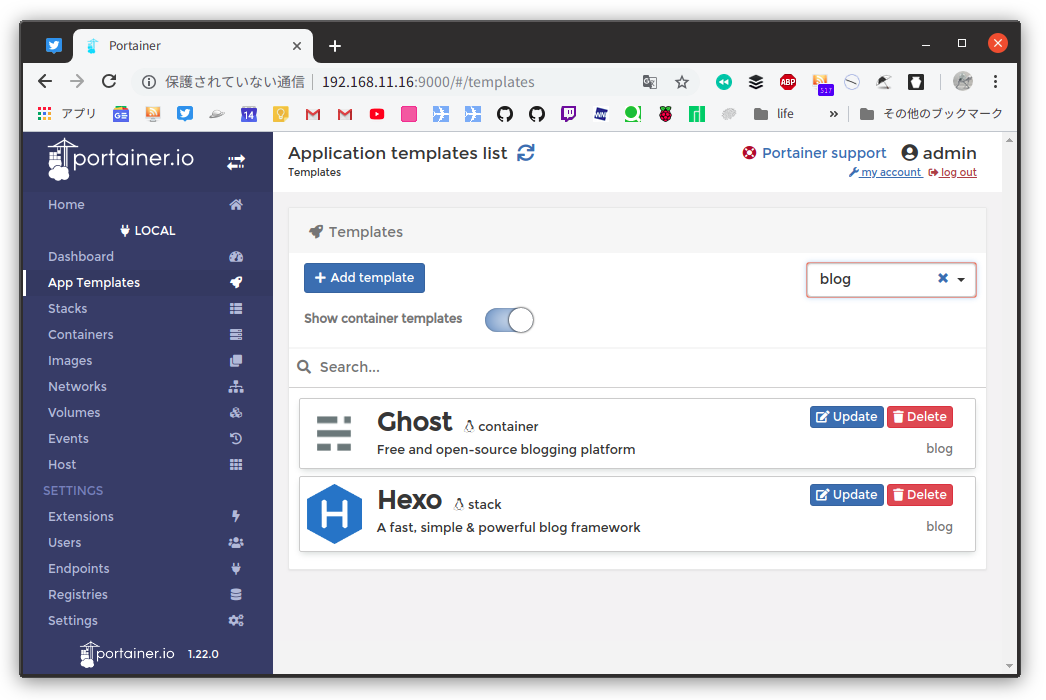 Portainer
保護されていない通信 192.168.11.16:9000/#/templates
アプリ 14 life » その他のブックマーク
ABP 517
portainer.io
Application templates list
Templates
Portainer support admin
my account log out
Home
LOCAL
Dashboard
App Templates
Stacks
Containers
Images
Networks
Volumes
Events
Host
SETTINGS
Extensions
Users
Endpoints
Registries
Settings
portainer.io 1.22.0
Templates
+ Add template
blog
Show container templates
Search...
Ghost container
Update Delete
Free and open-source blogging platform
blog
H
Hexo stack
Update Delete
A fast, simple & powerful blog framework
blog